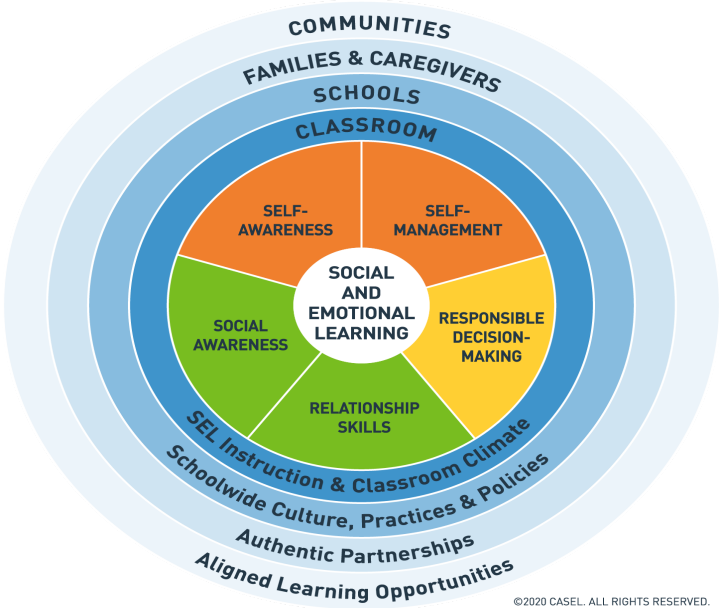 COMMUNITIES
FAMILIES & CAREGIVERS
SCHOOLS
CLASSROOM
SELF-
AWARENESS
SELF-
MANAGEMENT
SOCIAL
AND
EMOTIONAL
LEARNING
SOCIAL
AWARENESS
RESPONSIBLE
DECISION-
MAKING
RELATIONSHIP
SKILLS
SEL Instruction & Classroom Climate
Schoolwide Culture, Practices & Policies
Authentic Partnerships
Aligned Learning Opportunities
©2020 CASEL. ALL RIGHTS RESERVED.